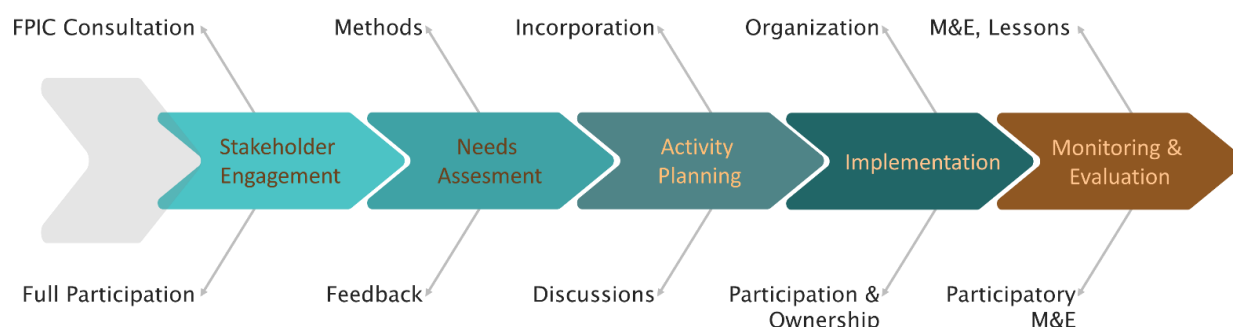 FPIC Consultation
Methods
Incorporation
Organization
M&E, Lessons
Stakeholder
Engagement
Needs
Assesment
Activity
Planning
Implementation
Monitoring &
Evaluation
Full Participation
Feedback
Discussions
Participation &
Ownership
Participatory
M&E